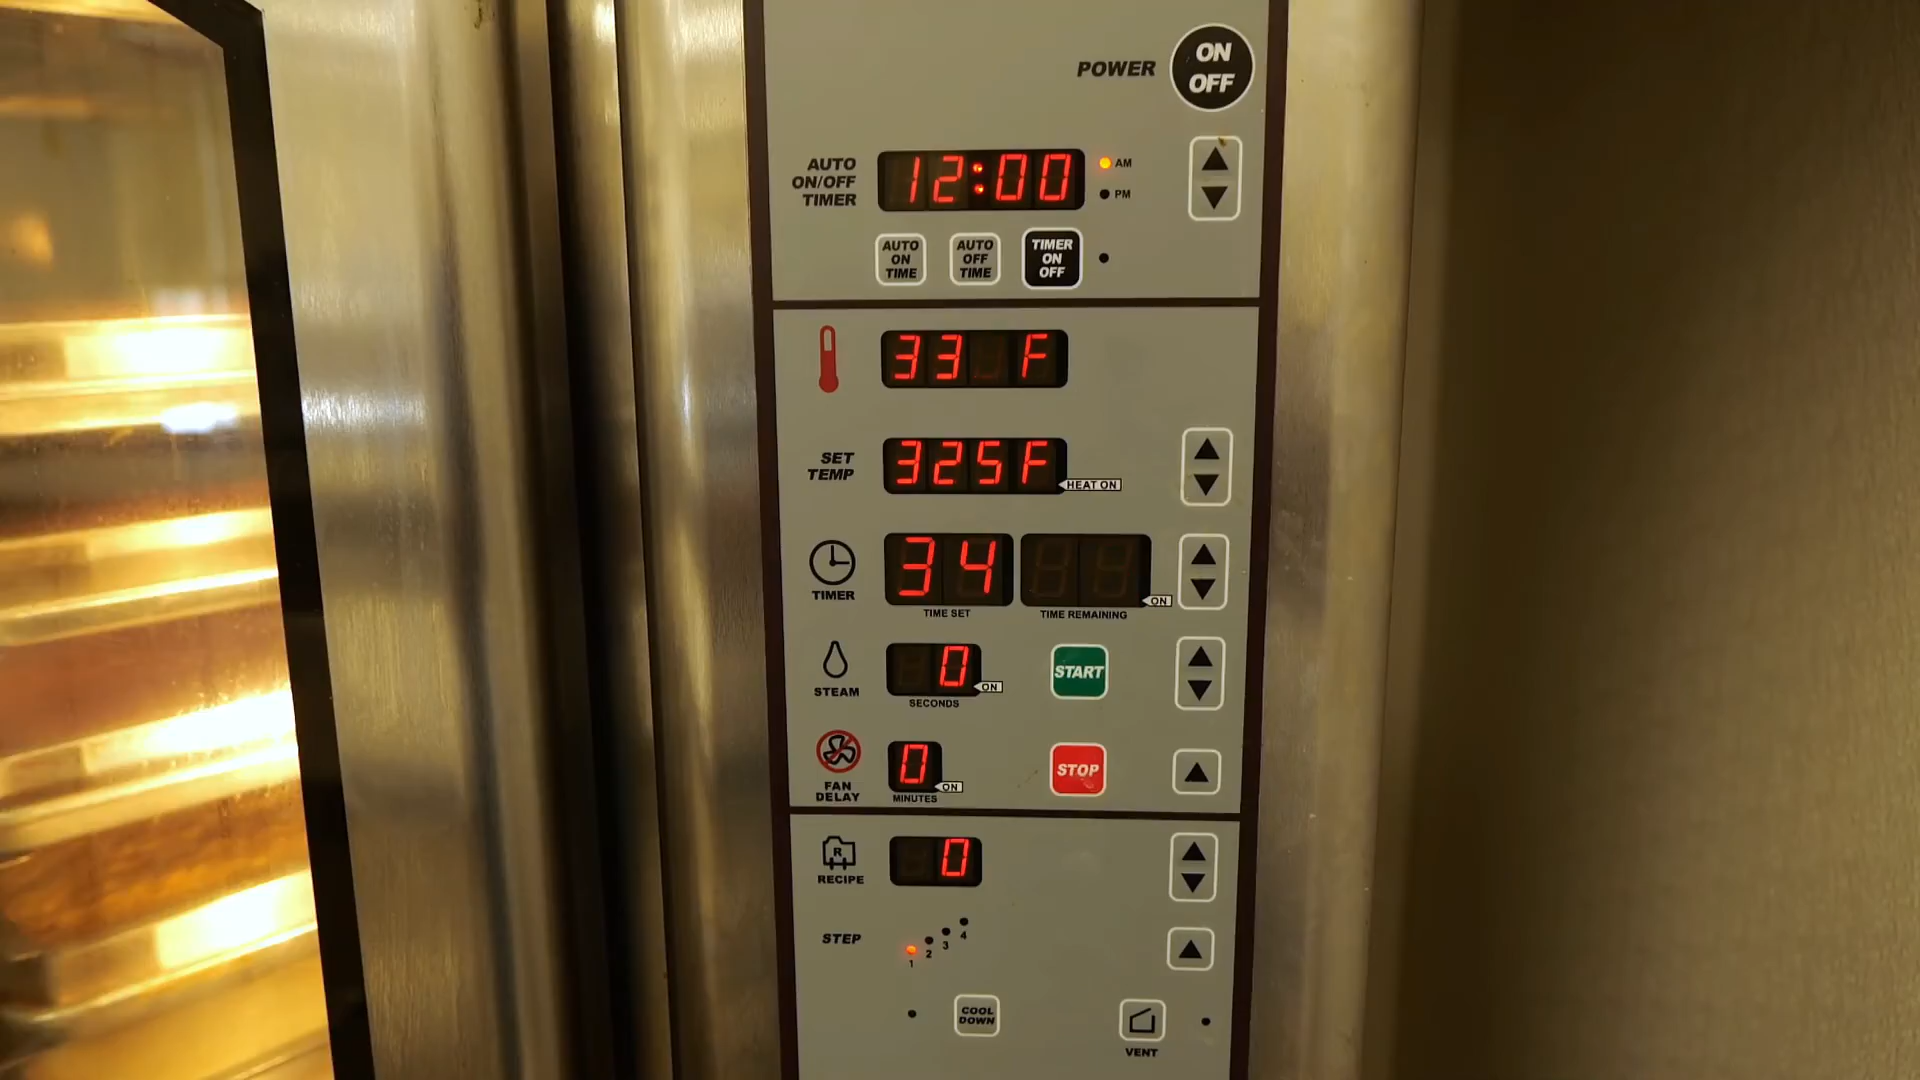 POWER
ON
OFF
AUTO
ON/OFF
TIMER
12:00
AM
PM
AUTO
ON
TIME
AUTO
OFF
TIME
TIMER
ON
OFF
33 F
SET
TEMP
325F
HEAT ON
TIMER
34
TIME SET
TIME REMAINING
ON
STEAM
0
ON
SECONDS
START
FAN
DELAY
0
ON
MINUTES
STOP
R
RECIPE
0
STEP
1
2
3
4
COOL
DOWN
VENT